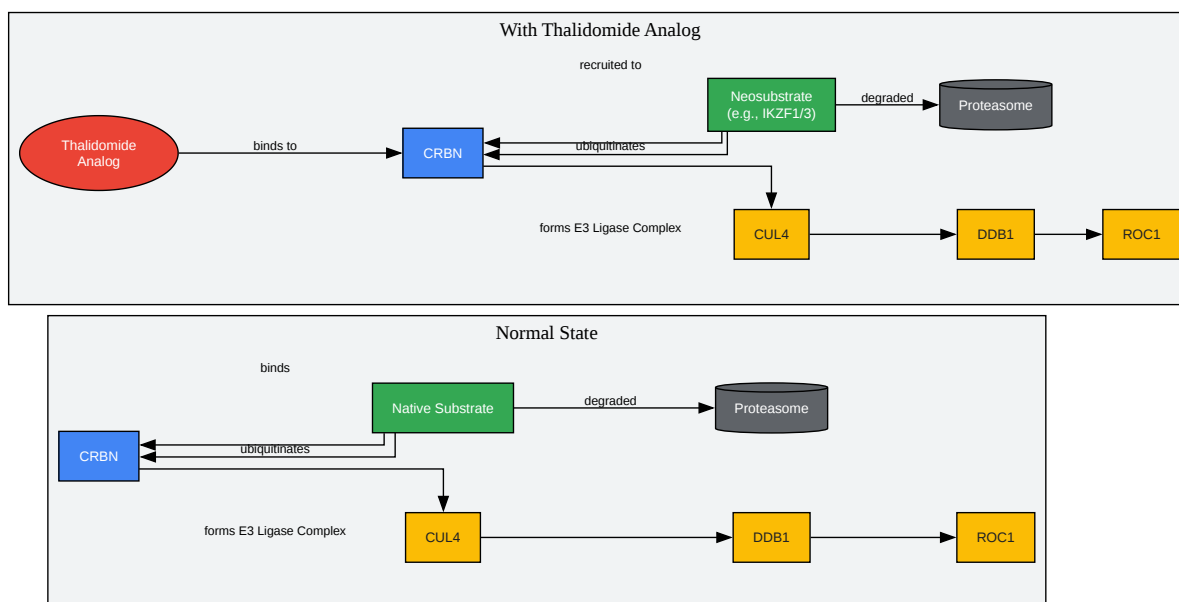 With Thalidomide Analog
recruited to
Neosubstrate
(e.g., IKZF1/3)
degraded
Proteasome
Thalidomide
Analog
binds to
CRBN
ubiquitinates
forms E3 Ligase Complex
CUL4
DDB1
ROC1
Normal State
binds
Native Substrate
degraded
Proteasome
CRBN
ubiquitinates
forms E3 Ligase Complex
CUL4
DDB1
ROC1